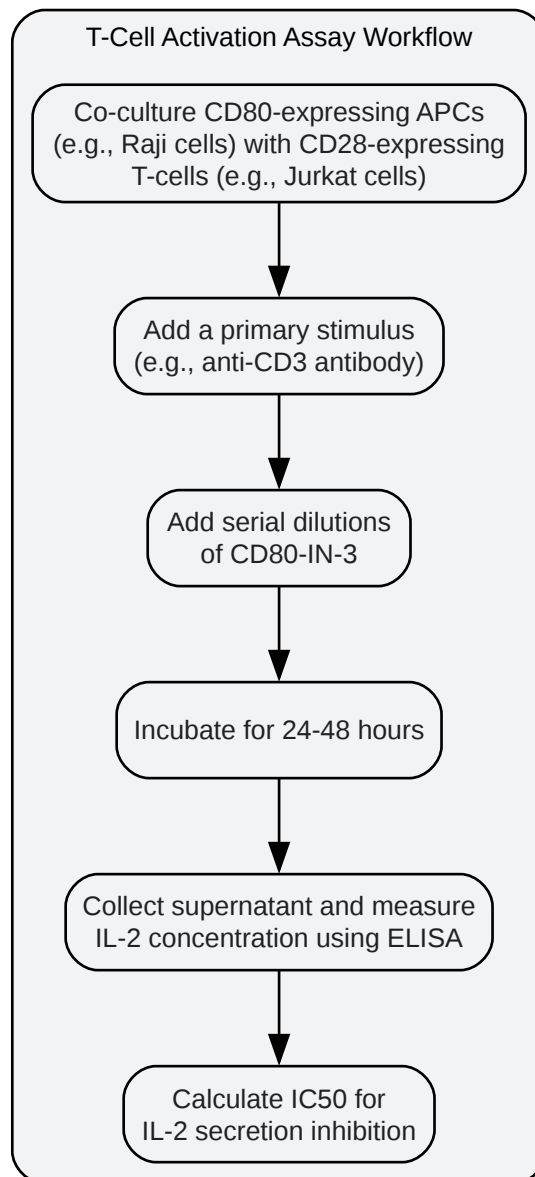 T-Cell Activation Assay Workflow
Co-culture CD80-expressing APCs
(e.g., Raji cells) with CD28-expressing
T-cells (e.g., Jurkat cells)
Add a primary stimulus
(e.g., anti-CD3 antibody)
Add serial dilutions
of CD80-IN-3
Incubate for 24-48 hours
Collect supernatant and measure
IL-2 concentration using ELISA
Calculate IC50 for
IL-2 secretion inhibition